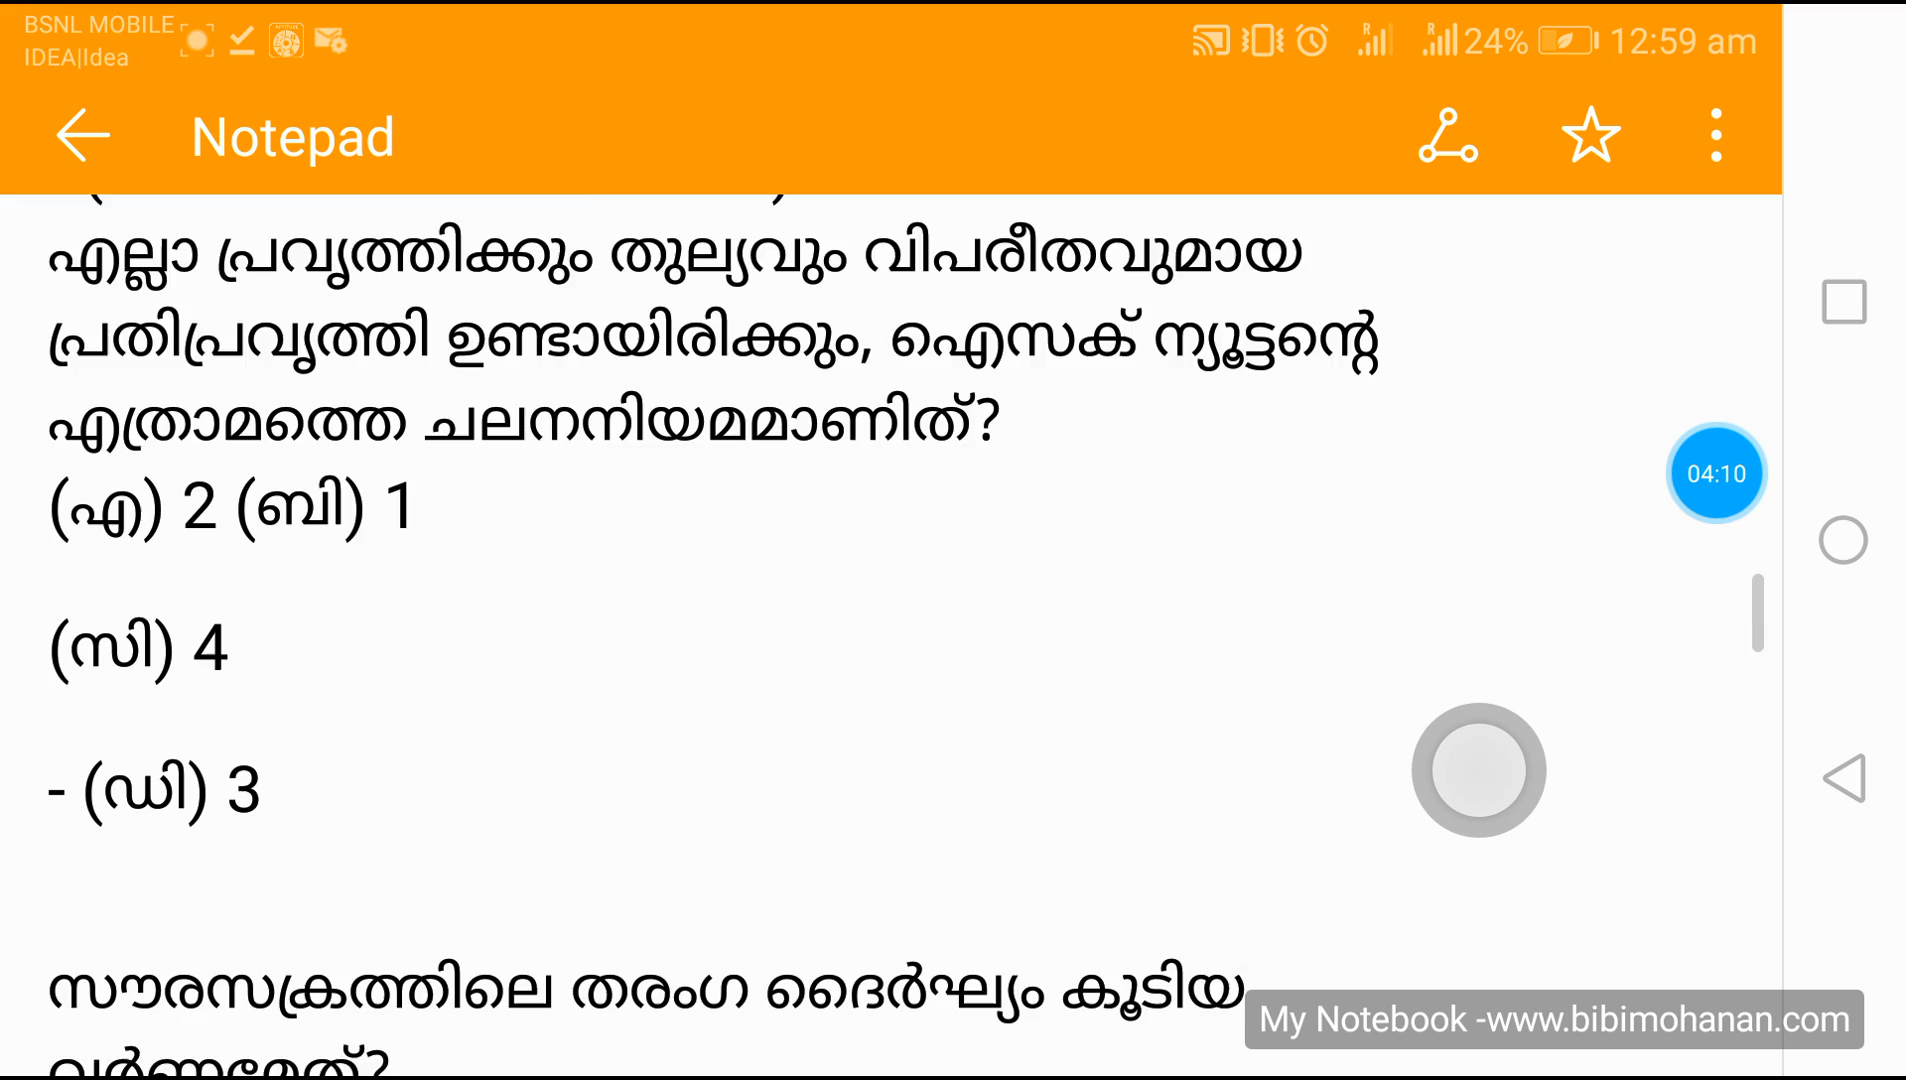 BSNL MOBILE
IDEA|Idea
24% 12:59 am
Notepad
എല്ലാ പ്രവൃത്തിക്കും തുല്യവും വിപരീതവുമായ
പ്രതിപ്രവൃത്തി ഉണ്ടായിരിക്കും, ഐസക് ന്യൂട്ടന്റെ
എത്രാമത്തെ ചലനനിയമമാണിത്?
(എ) 2 (ബി) 1
04:10
(സി) 4
- (ഡി) 3
സൗരസക്രത്തിലെ തരംഗ ദൈർഘ്യം കൂടിയ
My Notebook -www.bibimohanan.com
വർണമേത്?